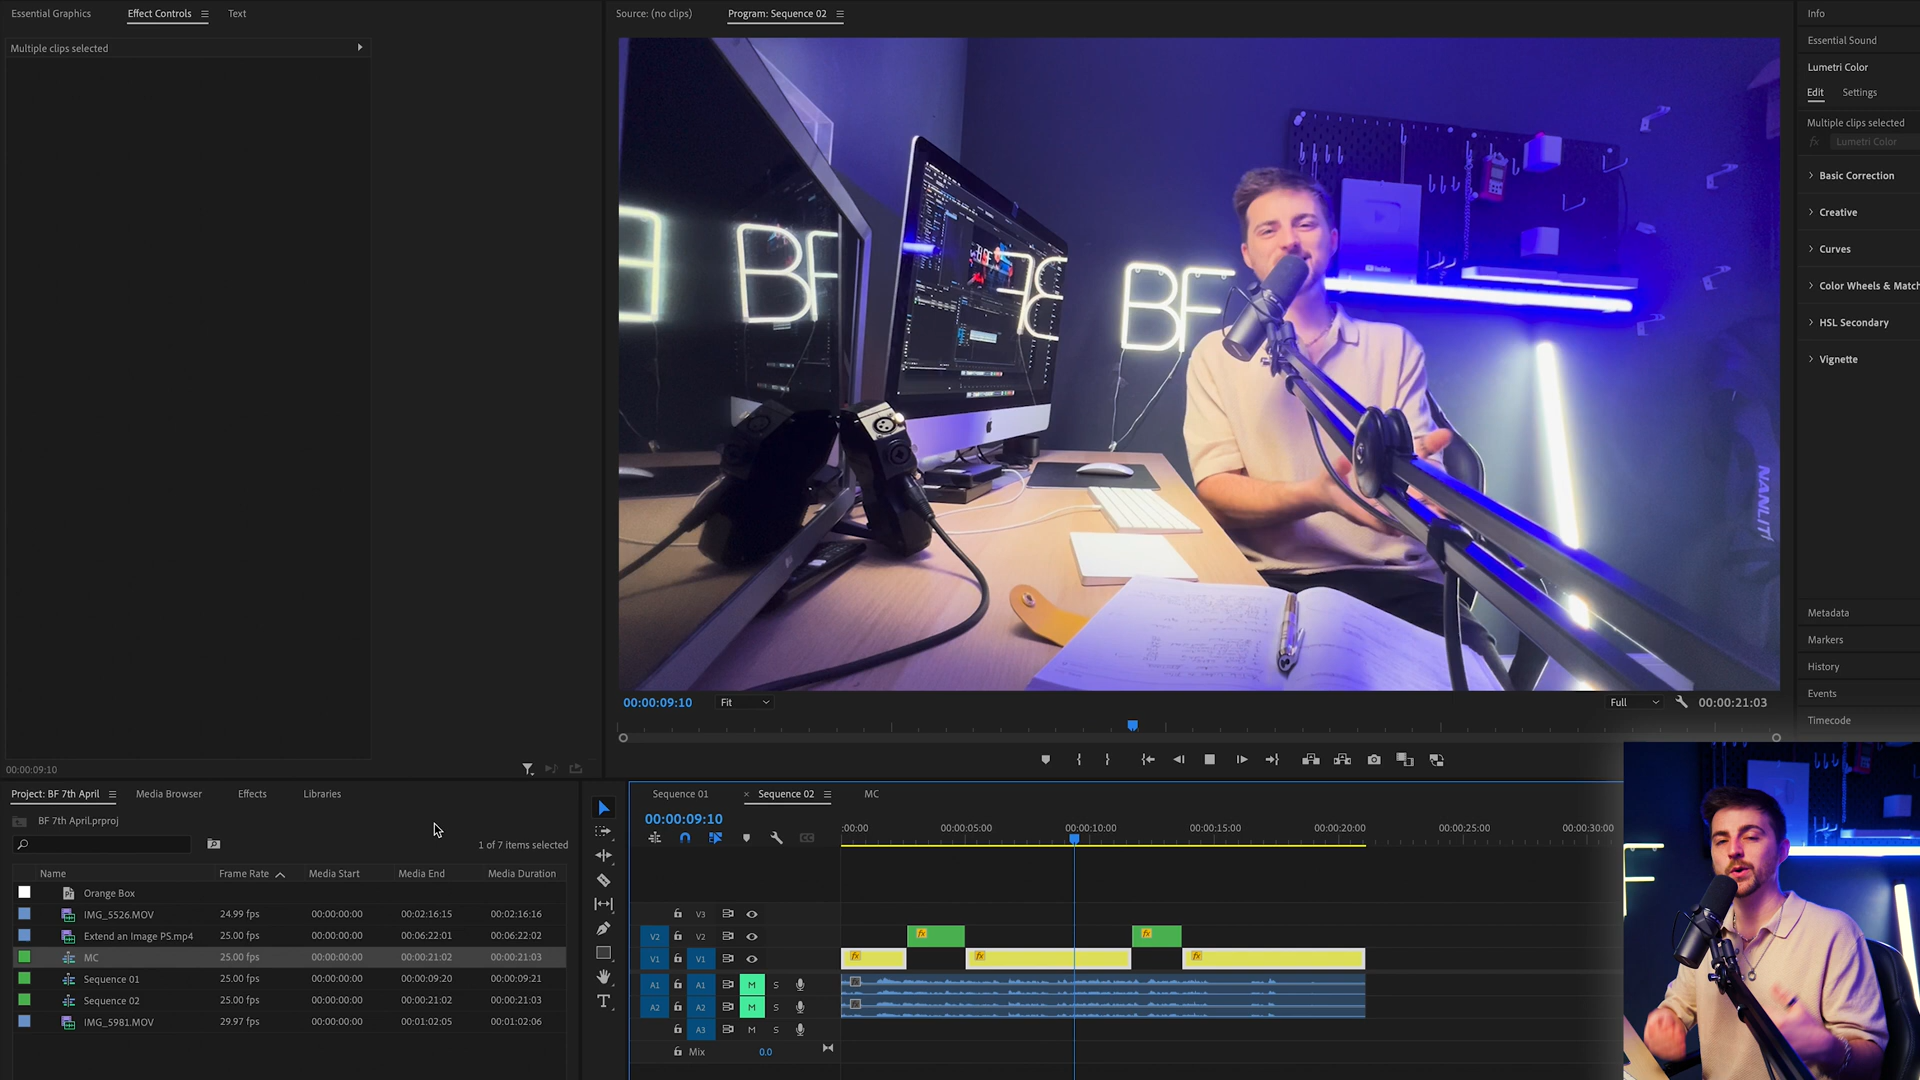 Essential Graphics
Effect Controls
Text
Source: (no clips)
Program: Sequence 02
Info
Essential Sound
Lumetri Color
Edit
Settings
Multiple clips selected
Multiple clips selected
fx
Lumetri Color
Basic Correction
Creative
Curves
Color Wheels & Match
HSL Secondary
Vignette
BF
BF
NANLIT
YouTube
Metadata
Markers
History
Events
Timecode
00:00:09:10
Fit
Full
00:00:21:03
00:00:09:10
Project: BF 7th April
Media Browser
Effects
Libraries
BF 7th April.prproj
1 of 7 items selected
Name
Frame Rate
Media Start
Media End
Media Duration
Orange Box
IMG_5526.MOV
24.99 fps
00:00:00:00
00:02:16:15
00:02:16:16
Extend an Image PS.mp4
25.00 fps
00:00:00:00
00:06:22:01
00:06:22:02
MC
25.00 fps
00:00:00:00
00:00:21:02
00:00:21:03
Sequence 01
25.00 fps
00:00:00:00
00:00:09:20
00:00:09:21
Sequence 02
25.00 fps
00:00:00:00
00:00:21:02
00:00:21:03
IMG_5981.MOV
29.97 fps
00:00:00:00
00:01:02:05
00:01:02:06
Sequence 01
× Sequence 02
MC
00:00:09:10
:00:00
00:00:05:00
00:00:10:00
00:00:15:00
00:00:20:00
00:00:25:00
00:00:30:00
V3
V2 V2
fx
fx
V1 V1
fx
fx
fx
A1 A1 M S
A2 A2 M S
A3 M S
Mix 0.0